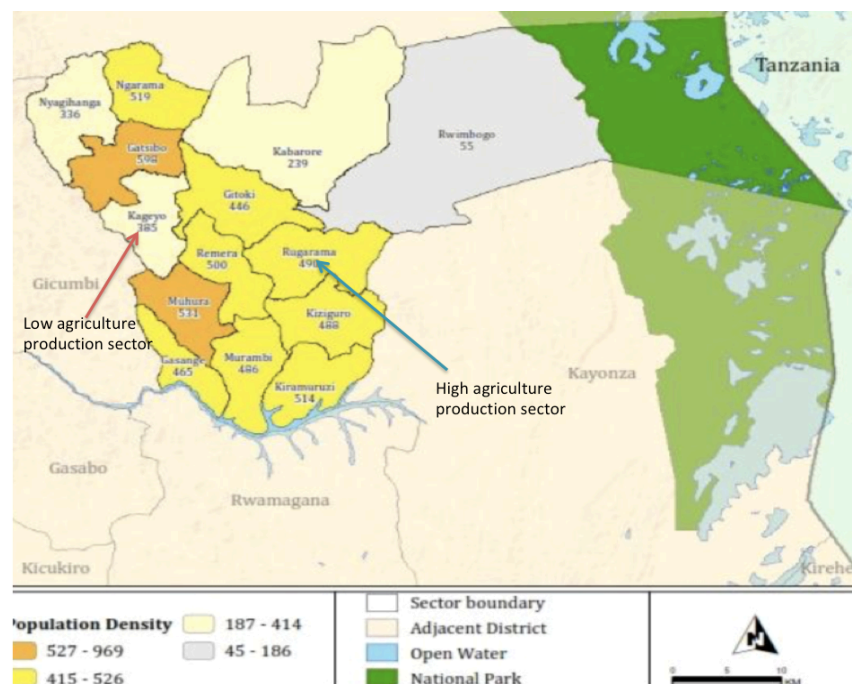 Tanzania
Ngarama
519
Nyagihanga
336
Gatsibo
598
Kabarore
239
Rwimbogo
55
Gitoki
446
Kageyo
385
Remera
500
Rugarama
Gicumbi
Muhura
531
Low agriculture
production sector
Kiziguro
488
Gasange
465
Murambi
486
Kiramuruzi
514
High agriculture
production sector
Kayonza
Gasabo
Rwamagana
Kicukiro
Kirehe
Population Density
527 - 969
415 - 526
187 - 414
45 - 186
Sector boundary
Adjacent District
Open Water
National Park
N
0 5 10
KM